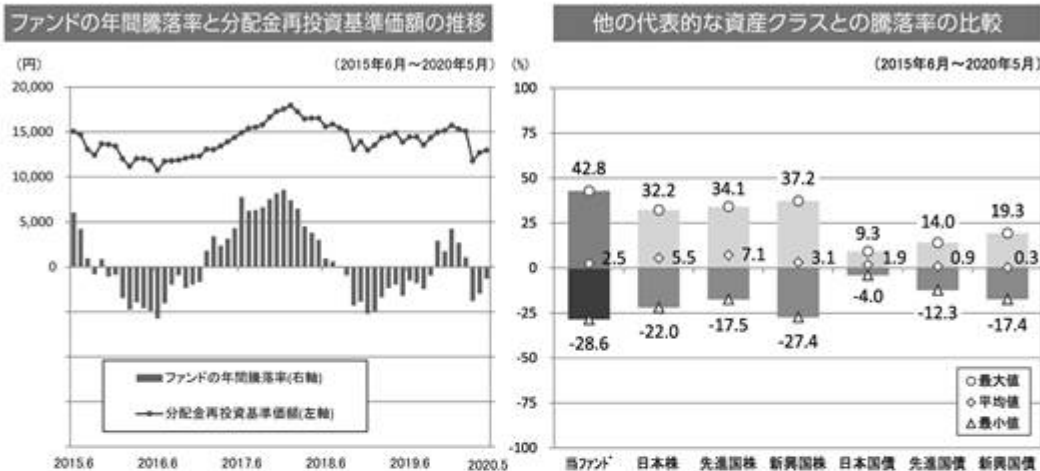 ファンドの年間騰落率と分配金再投資基準価額の推移
(円)
(2015年6月～2020年5月)
20,000
15,000
10,000
5,000
0
ファンドの年間騰落率(右軸)
分配金再投資基準価額(左軸)
2015.6
2016.6
2017.6
2018.6
2019.6
2020.5
他の代表的な資産クラスとの騰落率の比較
(%)
(2015年6月～2020年5月)
100
75
50
25
0
-25
-50
-75
-100
42.8
32.2
34.1
37.2
9.3
14.0
19.3
2.5
5.5
7.1
3.1
1.9
0.9
0.3
-28.6
-22.0
-17.5
-27.4
-4.0
-12.3
-17.4
○最大値
◇平均値
△最小値
当ファンド
日本株
先進国株
新興国株
日本国債
先進国債
新興国債